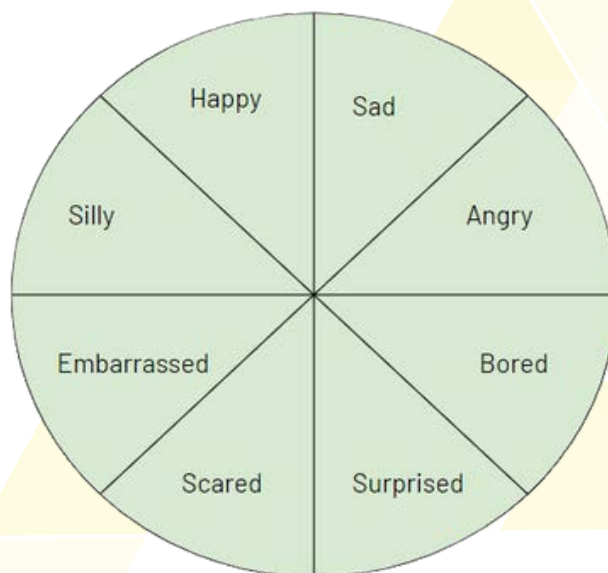 Happy
Sad
Silly
Angry
Embarrassed
Bored
Scared
Surprised